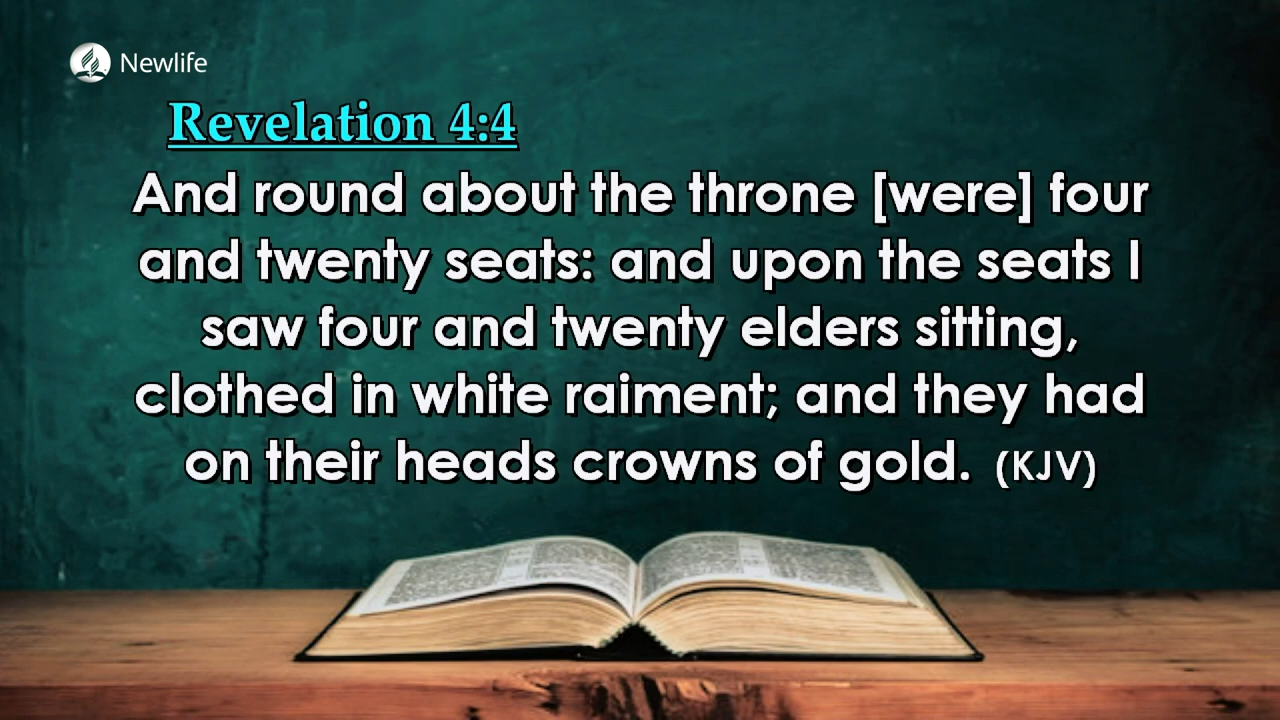 Newlife
Revelation 4:4
And round about the throne [were] four
and twenty seats: and upon the seats I
saw four and twenty elders sitting,
clothed in white raiment; and they had
on their heads crowns of gold. (KJV)